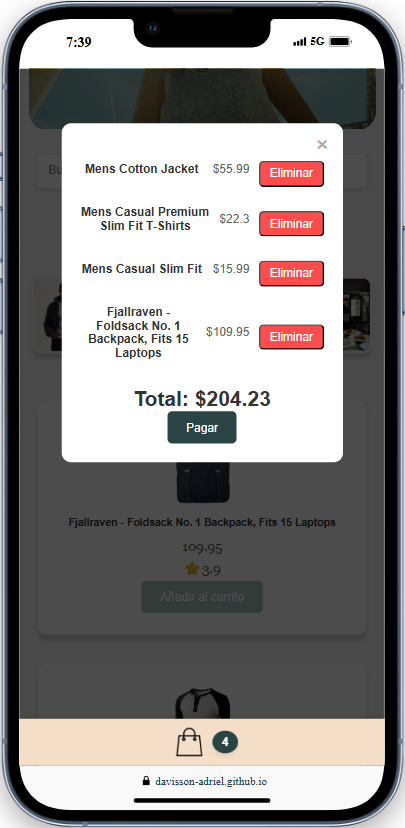 7:39
5G
×
Mens Cotton Jacket $55.99 Eliminar
Mens Casual Premium
Slim Fit T-Shirts $22.3 Eliminar
Mens Casual Slim Fit $15.99 Eliminar
Fjallraven -
Foldsack No. 1
Backpack, Fits 15
Laptops $109.95 Eliminar
Total: $204.23
Pagar
Fjallraven - Foldsack No. 1 Backpack, Fits 15 Laptops
109.95
3.9
Añadir al carrito
4
davisson-adriel.github.io